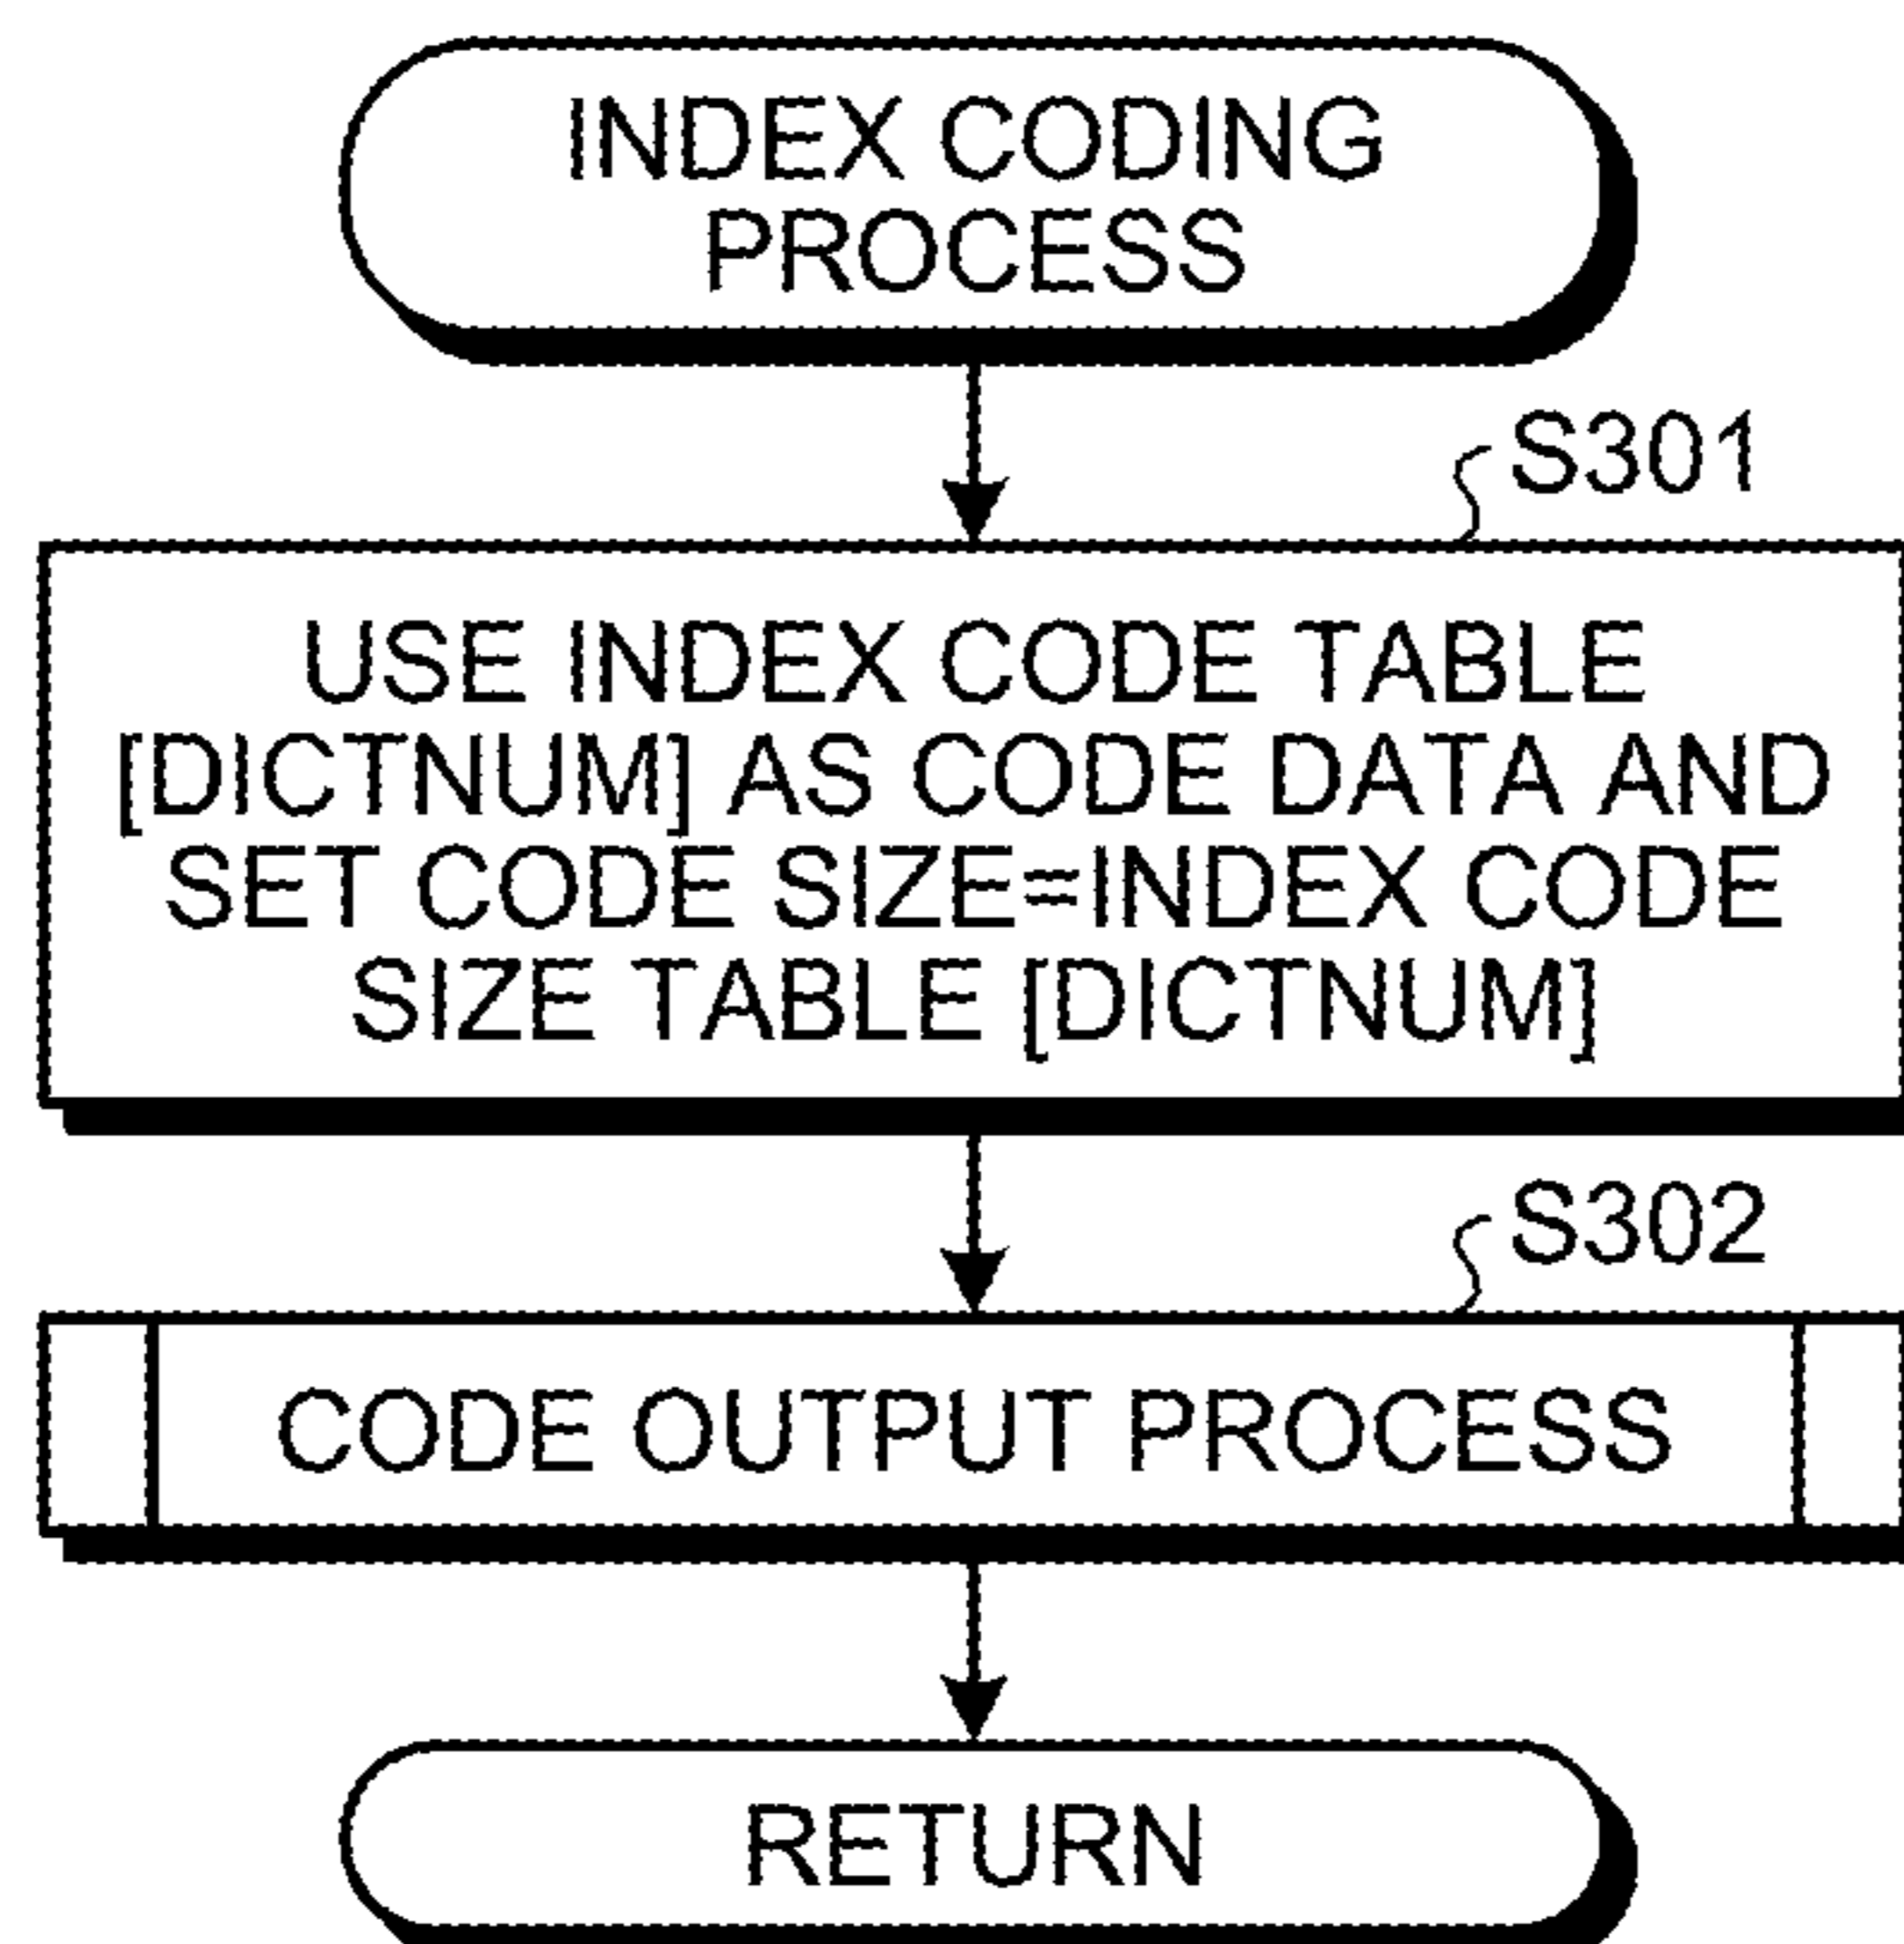 INDEX CODING
PROCESS
S301
USE INDEX CODE TABLE
[DICTNUM] AS CODE DATA AND
SET CODE SIZE=INDEX CODE
SIZE TABLE [DICTNUM]
S302
CODE OUTPUT PROCESS
RETURN